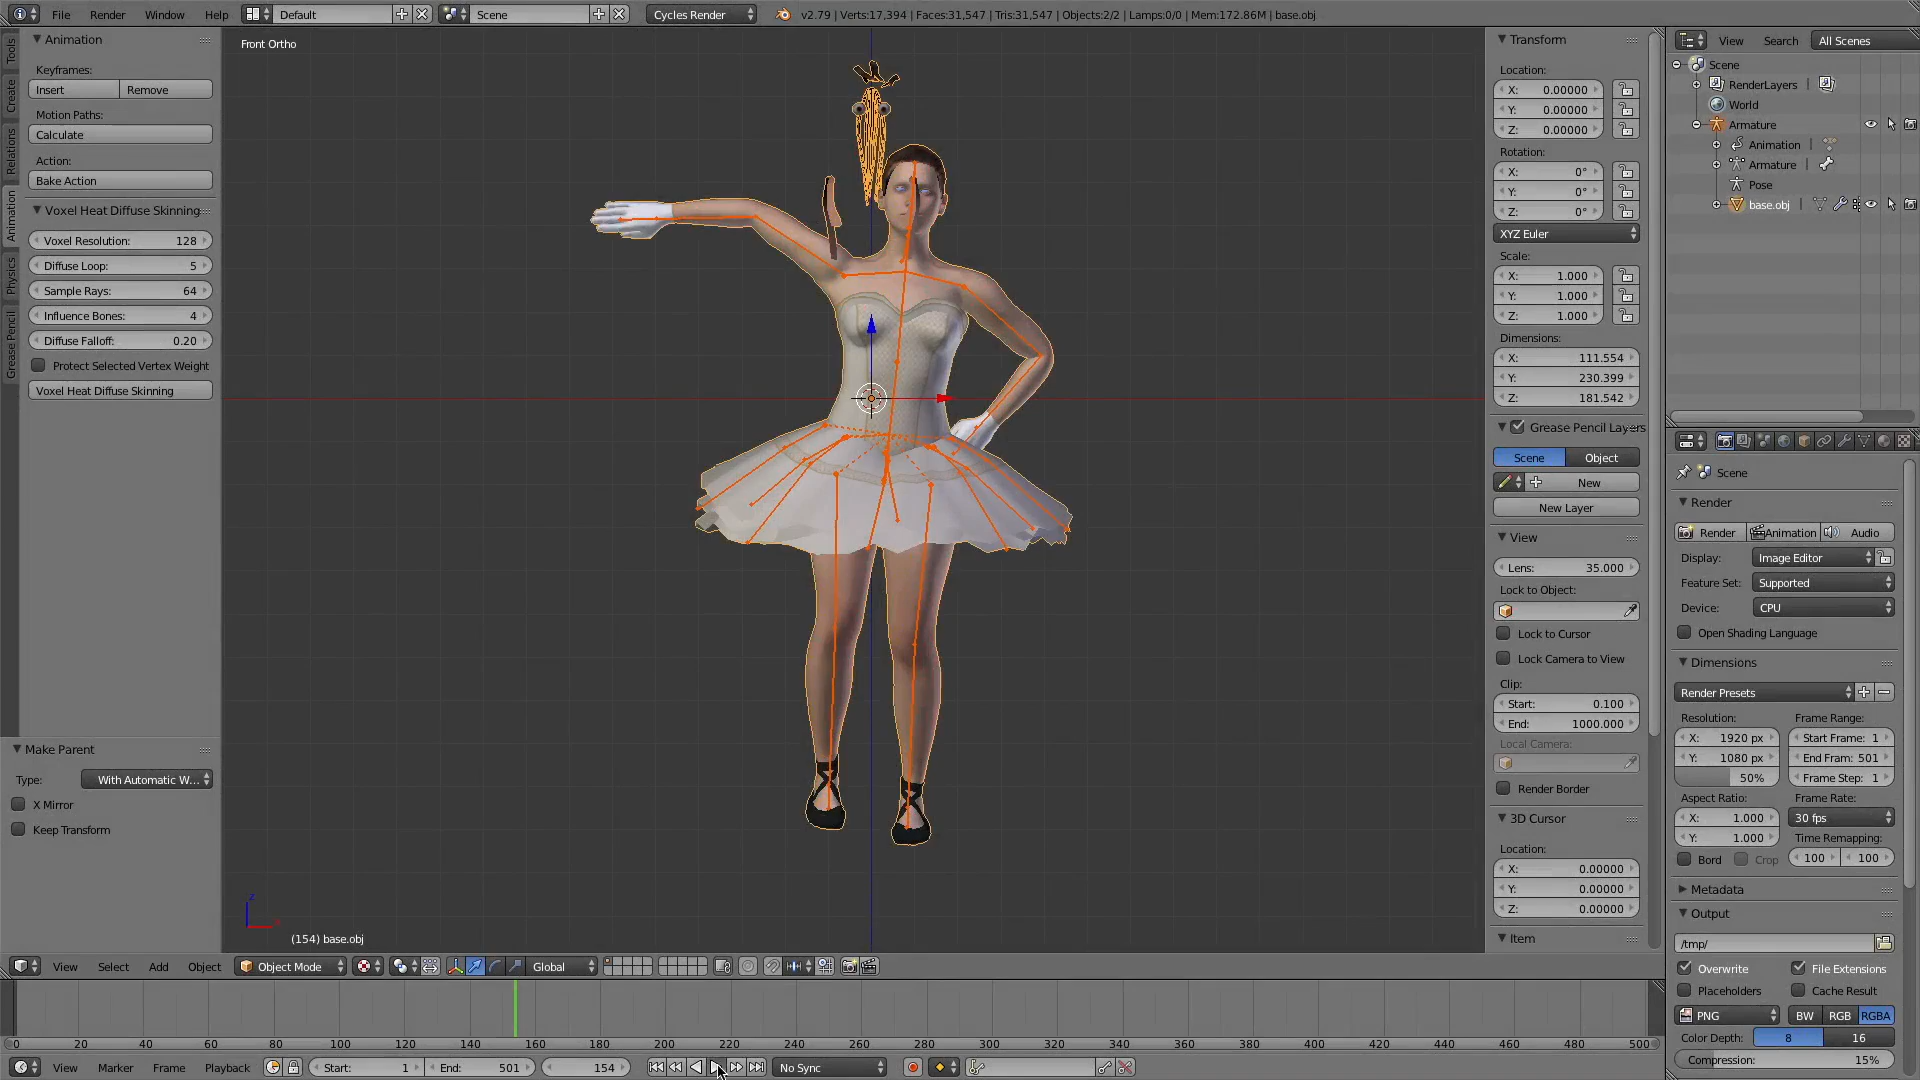 File Render Window Help Default Scene Cycles Render v2.79 | Verts:17,394 | Faces:31,547 | Tris:31,547 | Objects:2/2 | Lamps:0/0 | Mem:172.86M | base.obj
Tools
Create
Relations
Animation
Physics
Grease Pencil
Animation
Keyframes:
Insert Remove
Motion Paths:
Calculate
Action:
Bake Action
Voxel Heat Diffuse Skinning
Voxel Resolution: 128
Diffuse Loop: 5
Sample Rays: 64
Influence Bones: 4
Diffuse Falloff: 0.20
Protect Selected Vertex Weight
Voxel Heat Diffuse Skinning
Make Parent
Type: With Automatic W...
X Mirror
Keep Transform
Front Ortho
(154) base.obj
Transform
Location:
X: 0.00000
Y: 0.00000
Z: 0.00000
Rotation:
X: 0°
Y: 0°
Z: 0°
XYZ Euler
Scale:
X: 1.000
Y: 1.000
Z: 1.000
Dimensions:
X: 111.554
Y: 230.399
Z: 181.542
Grease Pencil Layers
Scene Object
New
New Layer
View
Lens: 35.000
Lock to Object:
Lock to Cursor
Lock Camera to View
Clip:
Start: 0.100
End: 1000.000
Local Camera:
Render Border
3D Cursor
Location:
X: 0.00000
Y: 0.00000
Z: 0.00000
Item
View Search All Scenes
Scene
RenderLayers
World
Armature
Animation
Armature
Pose
base.obj
Scene
Render
Render Animation Audio
Display: Image Editor
Feature Set: Supported
Device: CPU
Open Shading Language
Dimensions
Render Presets
Resolution: Frame Range:
X: 1920 px Start Frame: 1
Y: 1080 px End Fram: 501
50% Frame Step: 1
Aspect Ratio: Frame Rate:
X: 1.000 30 fps
Y: 1.000 Time Remapping:
Bord Crop 100 100
Metadata
Output
/tmp/
Overwrite File Extensions
Placeholders Cache Result
PNG BW RGB RGBA
Color Depth: 8 16
Compression: 15%
View Select Add Object Object Mode Global
0 20 40 60 80 100 120 140 160 180 200 220 240 260 280 300 320 340 360 380 400 420 440 460 480 500
View Marker Frame Playback Start: 1 End: 501 154 No Sync